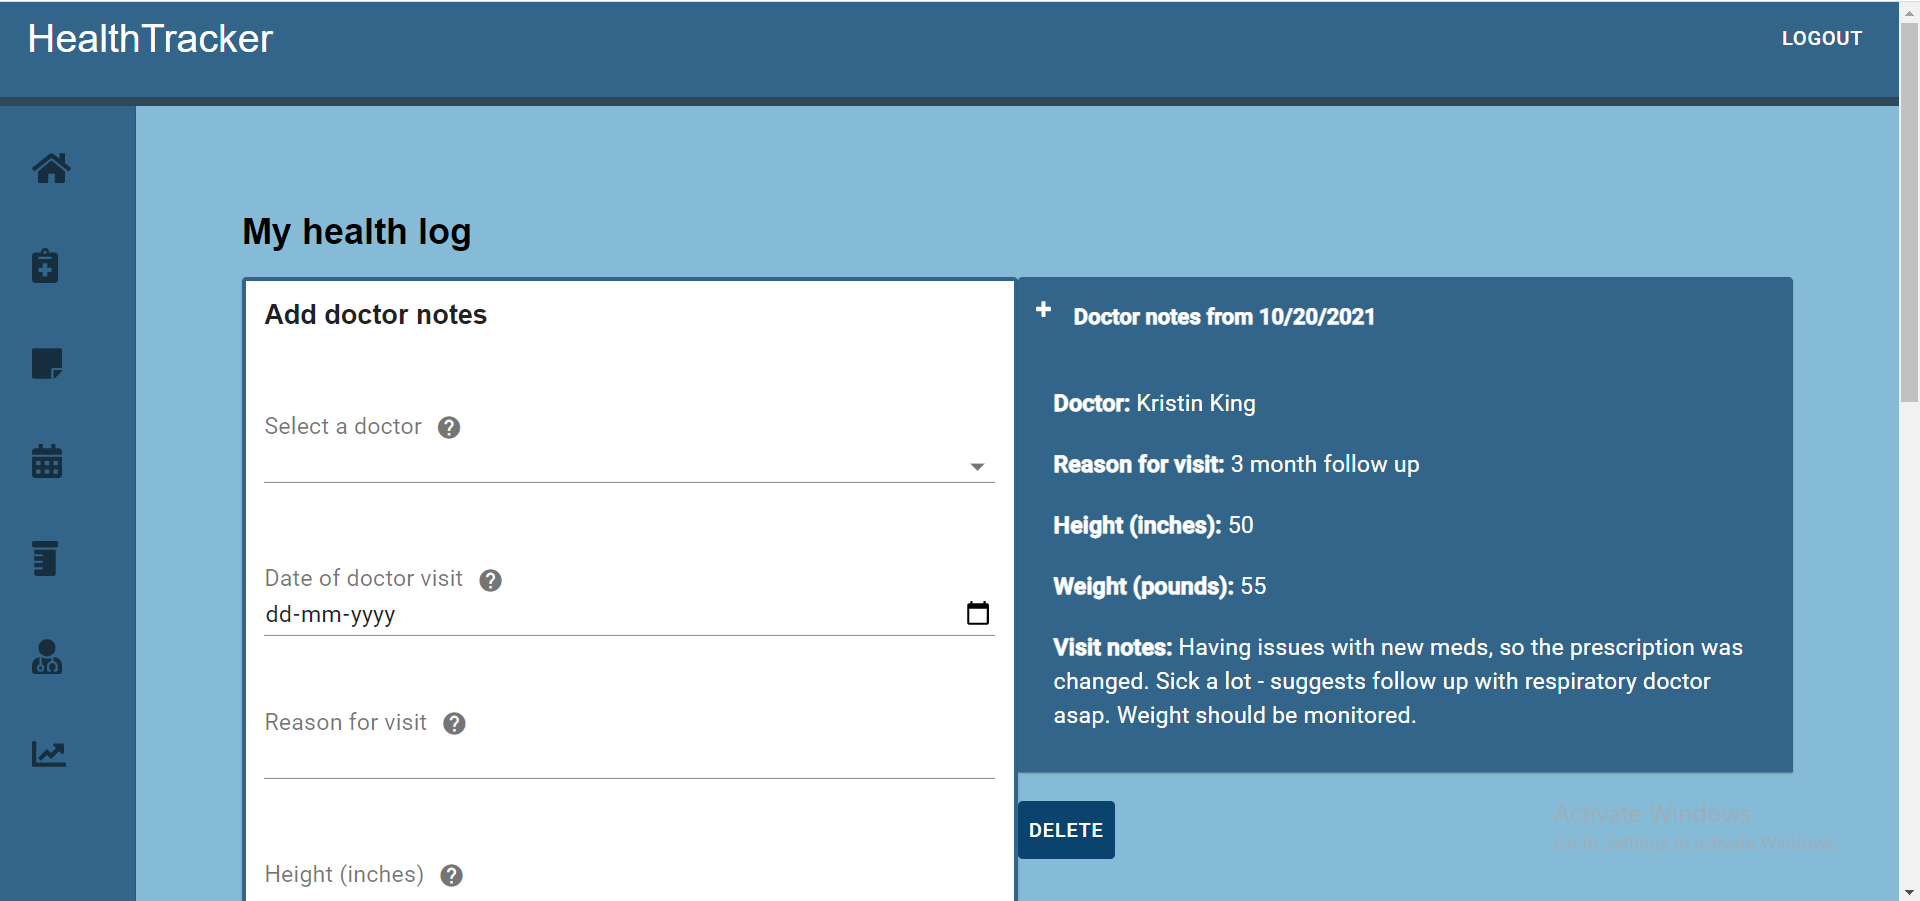 HealthTracker
LOGOUT
My health log
Add doctor notes
Select a doctor
Date of doctor visit
dd-mm-yyyy
Reason for visit
Height (inches)
+ Doctor notes from 10/20/2021
Doctor: Kristin King
Reason for visit: 3 month follow up
Height (inches): 50
Weight (pounds): 55
Visit notes: Having issues with new meds, so the prescription was
changed. Sick a lot - suggests follow up with respiratory doctor
asap. Weight should be monitored.
DELETE
Activate Windows
Go to Settings to activate Windows.